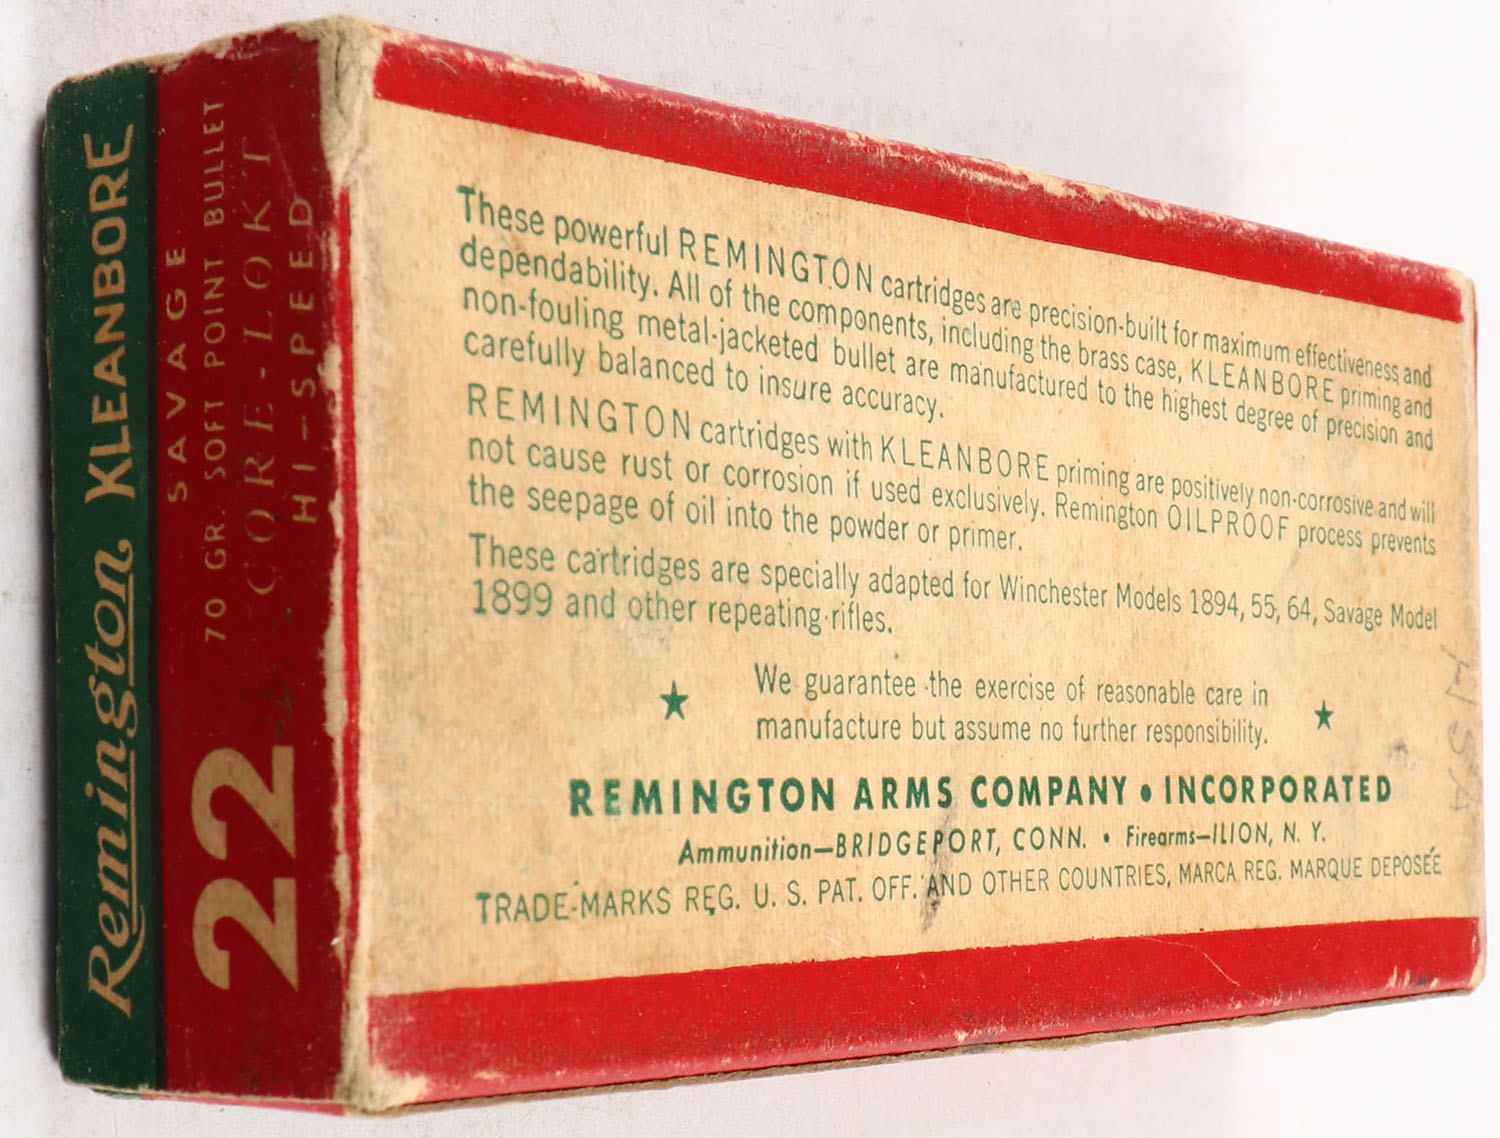 Remington KLEANBORE
22
SAVAGE
70 GR. SOFT POINT BULLET
CORE-LOKT
HI-SPEED
These powerful REMINGTON cartridges are precision-built for maximum effectiveness and
dependability. All of the components, including the brass case, KLEANBORE priming and
non-fouling metal-jacketed bullet are manufactured to the highest degree of precision and
carefully balanced to insure accuracy.
REMINGTON cartridges with KLEANBORE priming are positively non-corrosive and will
not cause rust or corrosion if used exclusively. Remington OILPROOF process prevents
the seepage of oil into the powder or primer.
These cartridges are specially adapted for Winchester Models 1894, 55, 64, Savage Model
1899 and other repeating rifles.
We guarantee the exercise of reasonable care in
manufacture but assume no further responsibility.
REMINGTON ARMS COMPANY • INCORPORATED
Ammunition—BRIDGEPORT, CONN. • Firearms—ILION, N. Y.
TRADE-MARKS REG. U. S. PAT. OFF. AND OTHER COUNTRIES, MARCA REG. MARQUE DEPOSÉE